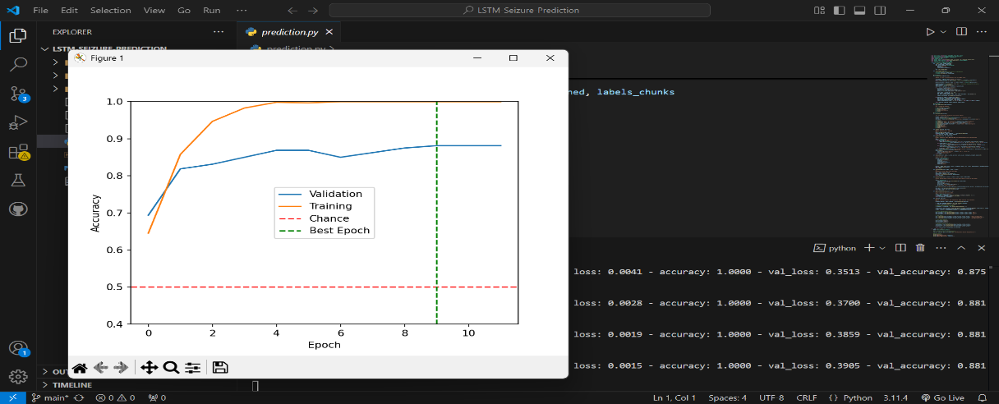 File Edit Selection View Go Run ··· LSTM Seizure Prediction
EXPLORER ···
prediction.py
LSTM-SEIZURE-PREDICTION
prediction.py
Figure 1
ned, labels_chunks
1.0
0.9
0.8
0.7
0.6
0.5
0.4
Accuracy
Validation
Training
Chance
Best Epoch
0 2 4 6 8 10
Epoch
python
loss: 0.0041 - accuracy: 1.0000 - val_loss: 0.3513 - val_accuracy: 0.875
loss: 0.0028 - accuracy: 1.0000 - val_loss: 0.3700 - val_accuracy: 0.881
loss: 0.0019 - accuracy: 1.0000 - val_loss: 0.3859 - val_accuracy: 0.881
loss: 0.0015 - accuracy: 1.0000 - val_loss: 0.3905 - val_accuracy: 0.881
3
1
OUT
TIMELINE
main* 0 0 0 Ln 1, Col 1 Spaces: 4 UTF-8 CRLF {} Python 3.11.4 Go Live